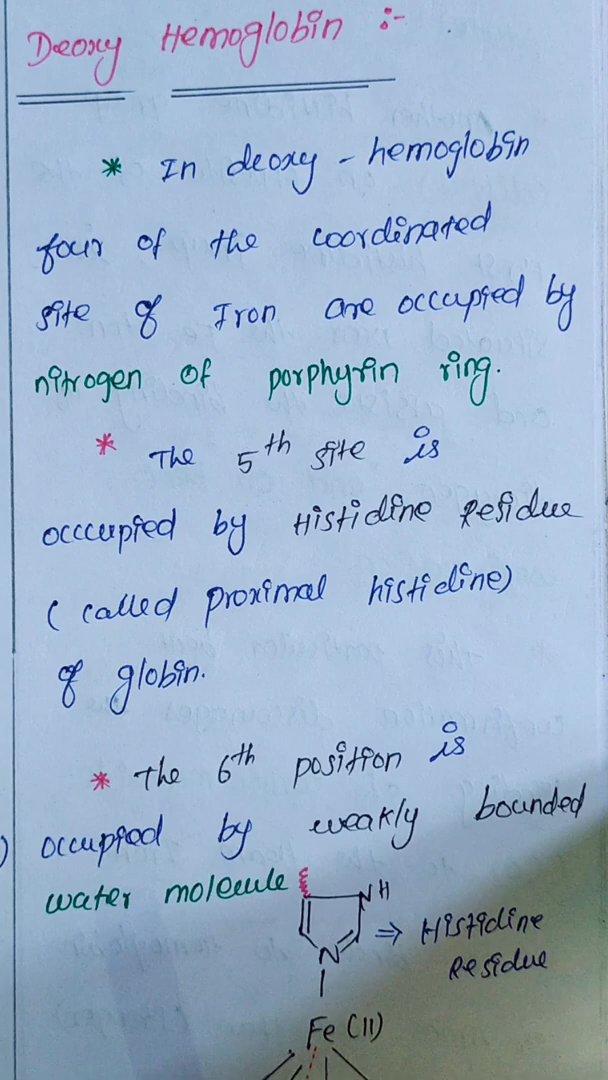 Deoxy Hemoglobin :-
* In deoxy - hemoglobin
four of the coordinated
site of Iron are occupied by
nitrogen of porphyrin ring.
* The 5th site is
occcupied by Histidine Residue
( called proximal histidine)
of globin.
* The 6th position is
occupied by weakly bounded
water molecule
NH
N
⇒ Histidine
Residue
Fe (II)